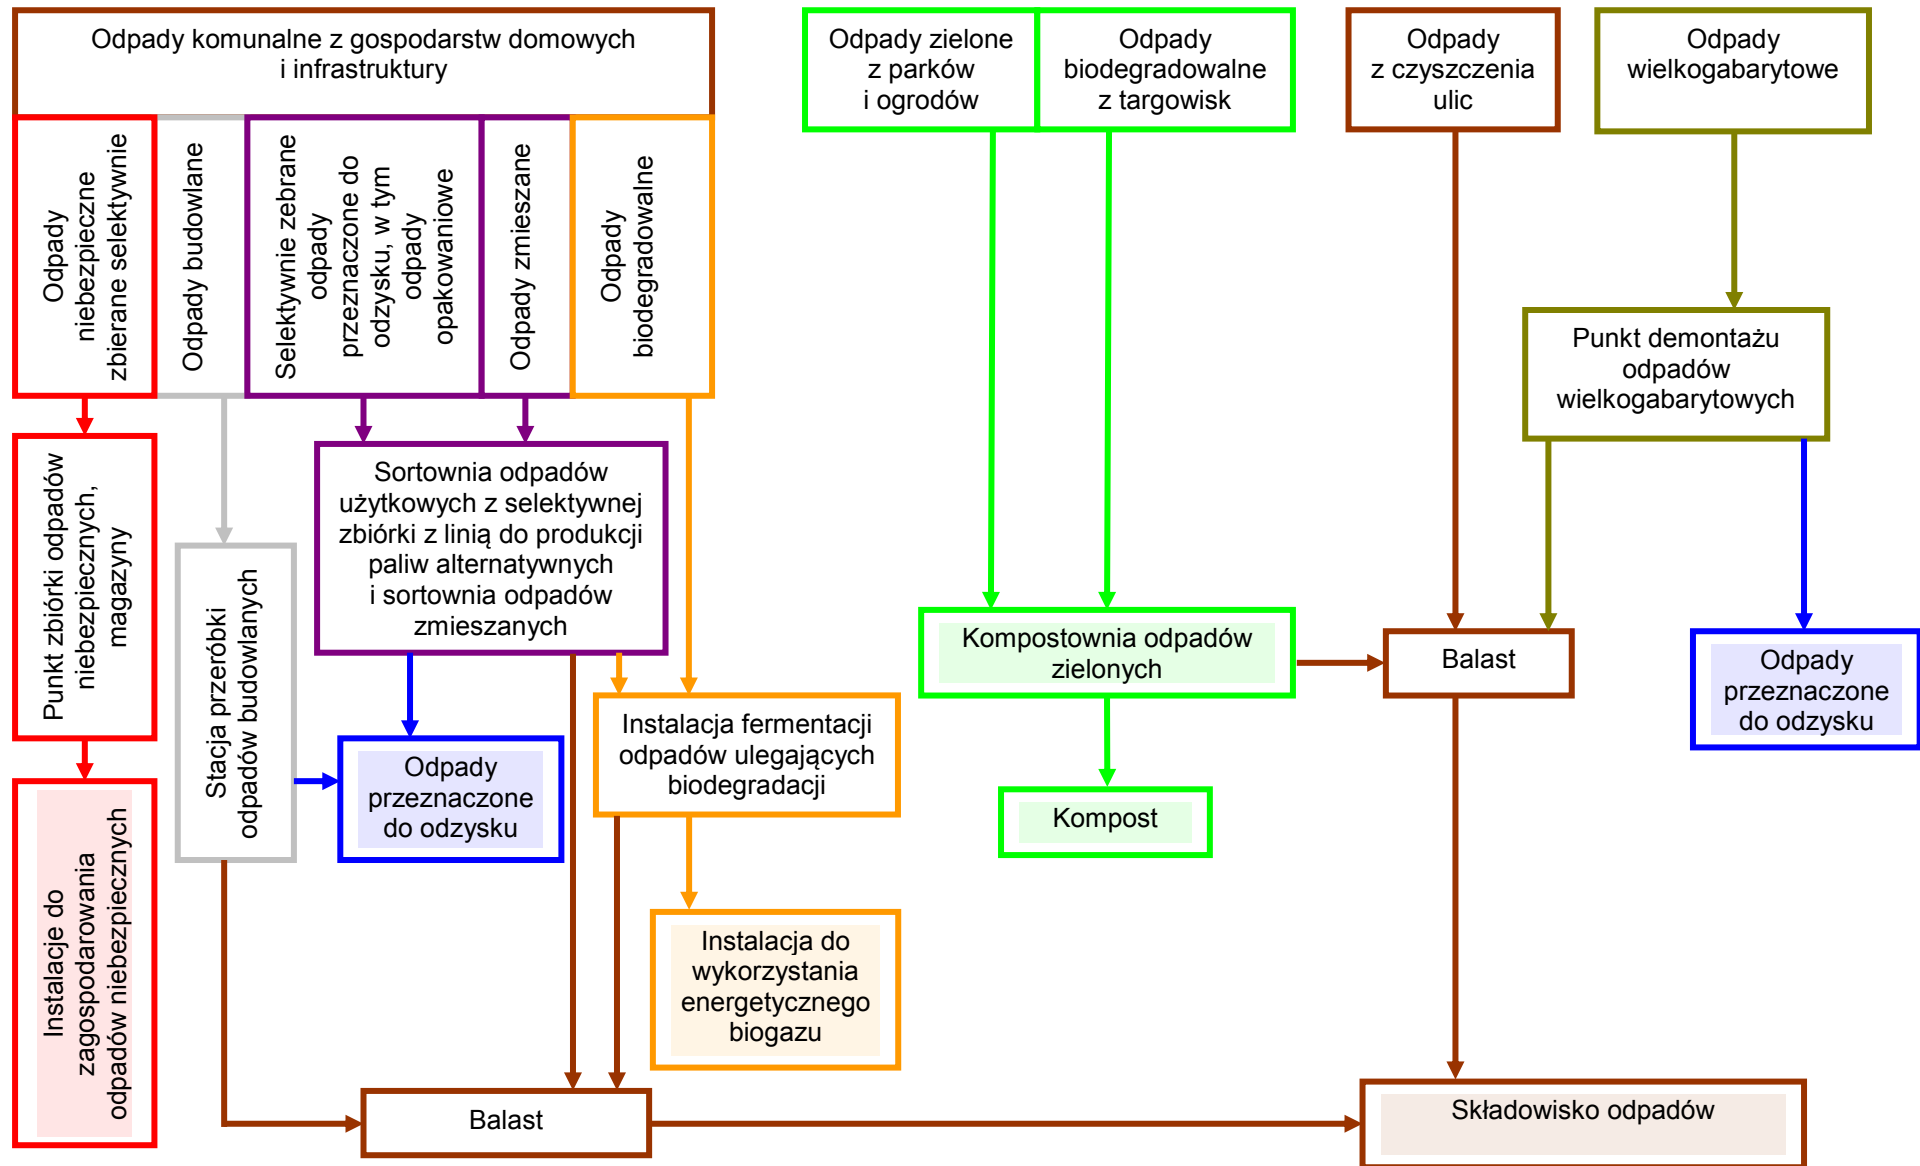 Odpady komunalne z gospodarstw domowych
i infrastruktury
Odpady zielone
z parków
i ogrodów
Odpady
biodegradowalne
z targowisk
Odpady
z czyszczenia
ulic
Odpady
wielkogabarytowe
Odpady
niebezpieczne
zbierane selektywnie
Odpady budowlane
Selektywnie zebrane
odpady
przeznaczone do
odzysku, w tym
odpady
opakowaniowe
Odpady zmieszane
Odpady
biodegradowalne
Punkt demontażu
odpadów
wielkogabarytowych
Punkt zbiórki odpadów
niebezpiecznych,
magazyny
Sortownia odpadów
użytkowych z selektywnej
zbiórki z linią do produkcji
paliw alternatywnych
i sortownia odpadów
zmieszanych
Stacja przeróbki
odpadów budowlanych
Kompostownia odpadów
zielonych
Balast
Odpady
przeznaczone
do odzysku
Instalacja fermentacji
odpadów ulegających
biodegradacji
Odpady
przeznaczone
do odzysku
Kompost
Instalacje do
zagospodarowania
odpadów niebezpiecznych
Instalacja do
wykorzystania
energetycznego
biogazu
Balast
Składowisko odpadów